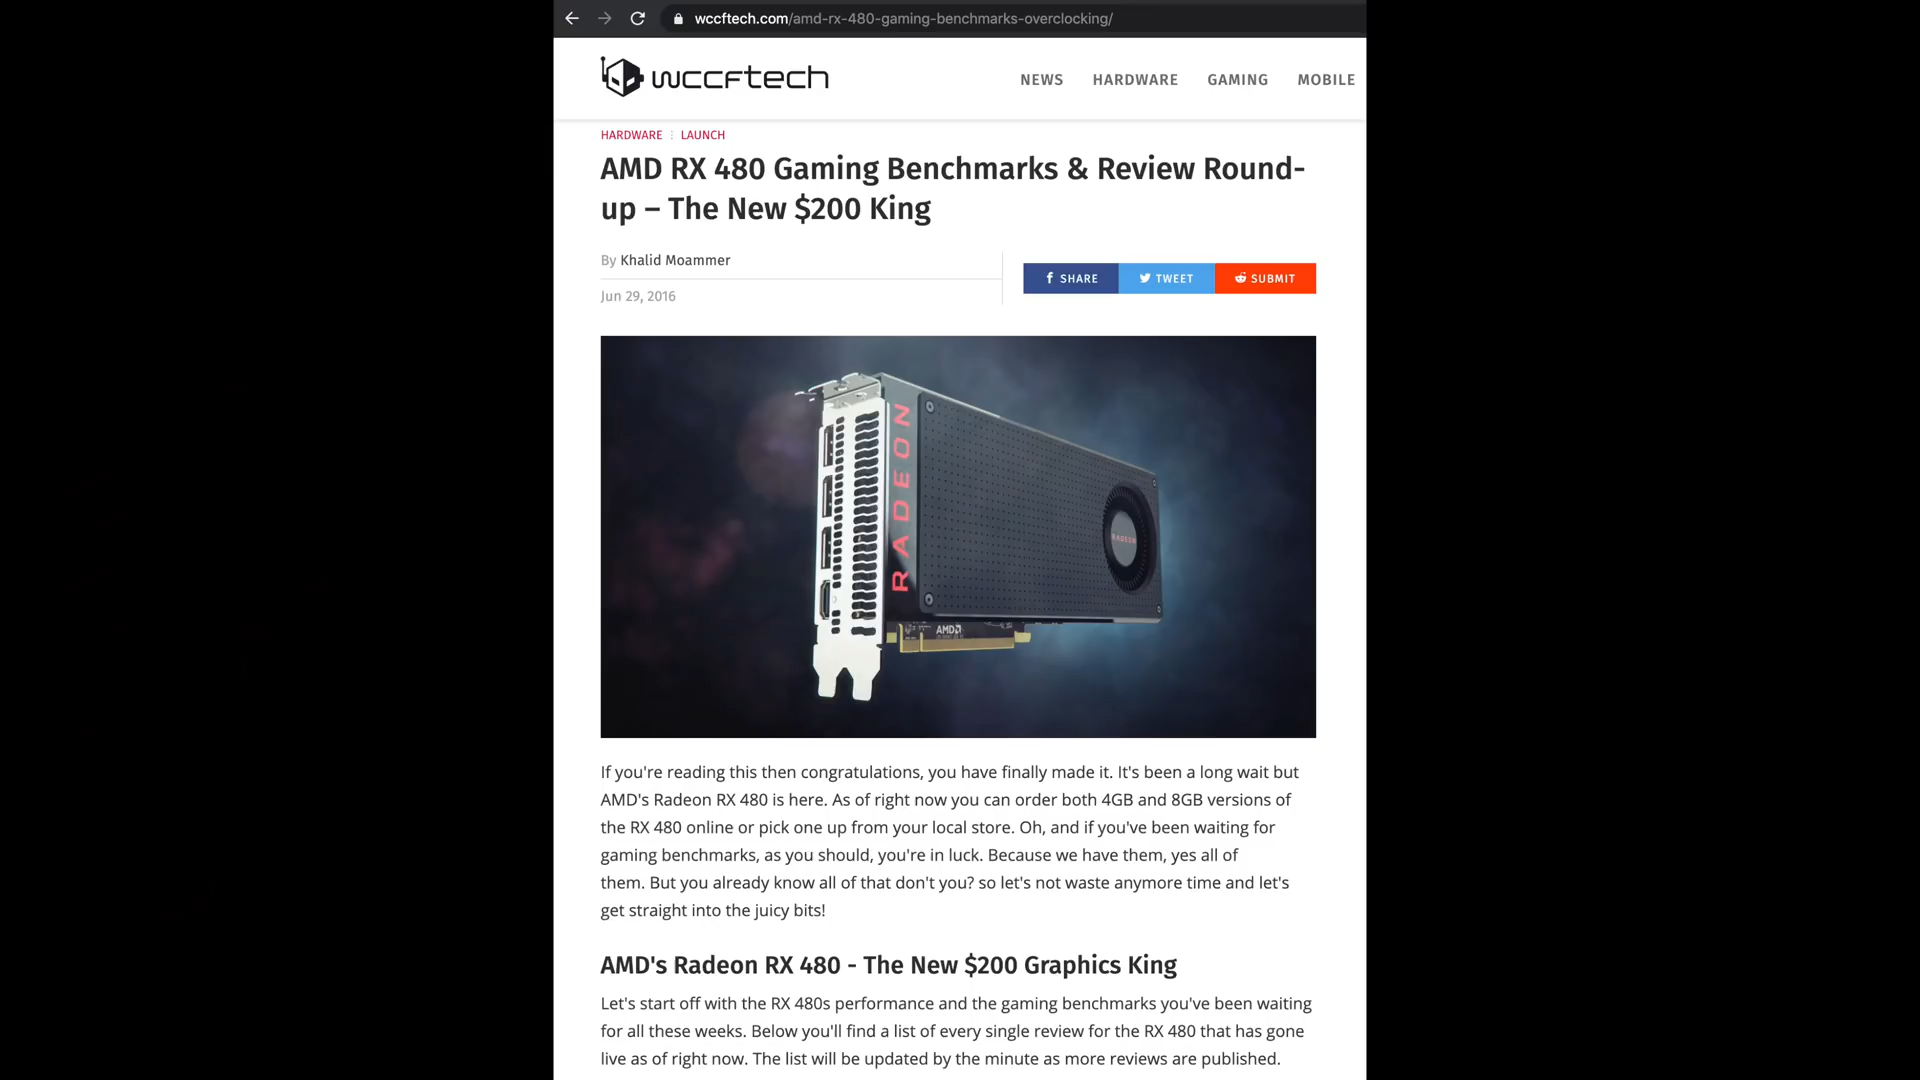 wccftech.com/amd-rx-480-gaming-benchmarks-overclocking/
wccftech
NEWS HARDWARE GAMING MOBILE
HARDWARE LAUNCH
AMD RX 480 Gaming Benchmarks & Review Round-
up – The New $200 King
By Khalid Moammer
Jun 29, 2016
SHARE TWEET SUBMIT
RADEON
RADEON
AMD
If you're reading this then congratulations, you have finally made it. It's been a long wait but
AMD's Radeon RX 480 is here. As of right now you can order both 4GB and 8GB versions of
the RX 480 online or pick one up from your local store. Oh, and if you've been waiting for
gaming benchmarks, as you should, you're in luck. Because we have them, yes all of
them. But you already know all of that don't you? so let's not waste anymore time and let's
get straight into the juicy bits!
AMD's Radeon RX 480 - The New $200 Graphics King
Let's start off with the RX 480s performance and the gaming benchmarks you've been waiting
for all these weeks. Below you'll find a list of every single review for the RX 480 that has gone
live as of right now. The list will be updated by the minute as more reviews are published.